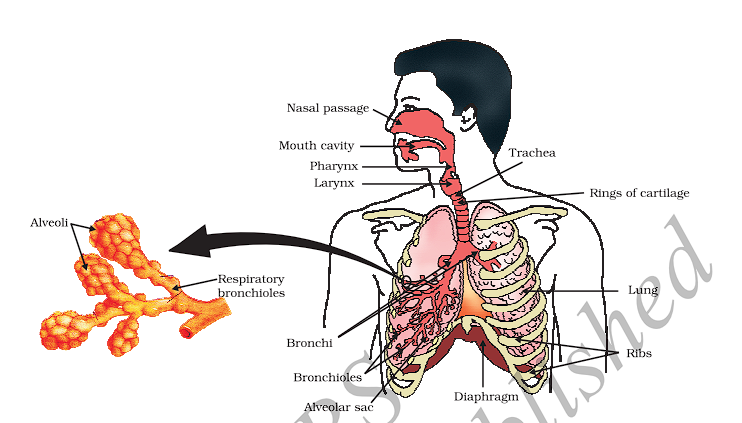 Nasal passage
Mouth cavity
Pharynx
Larynx
Trachea
Rings of cartilage
Alveoli
Respiratory
bronchioles
Lung
Bronchi
Ribs
Bronchioles
Diaphragm
Alveolar sac
blished